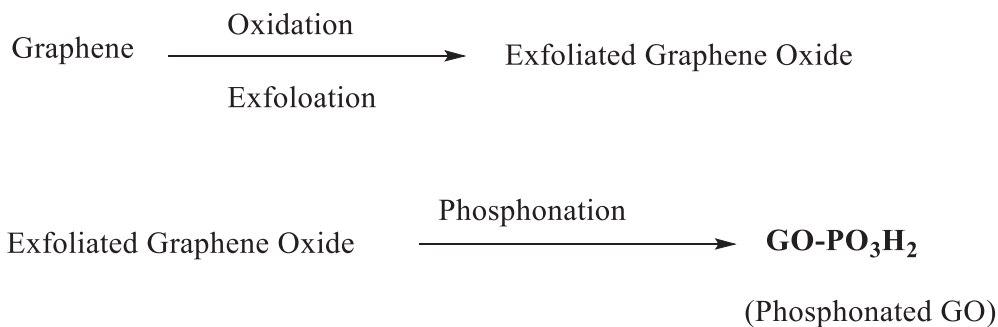 Oxidation
Graphene
Exfoliated Graphene Oxide
Exfoloation
Phosphonation
Exfoliated Graphene Oxide
GO-PO3H2
(Phosphonated GO)